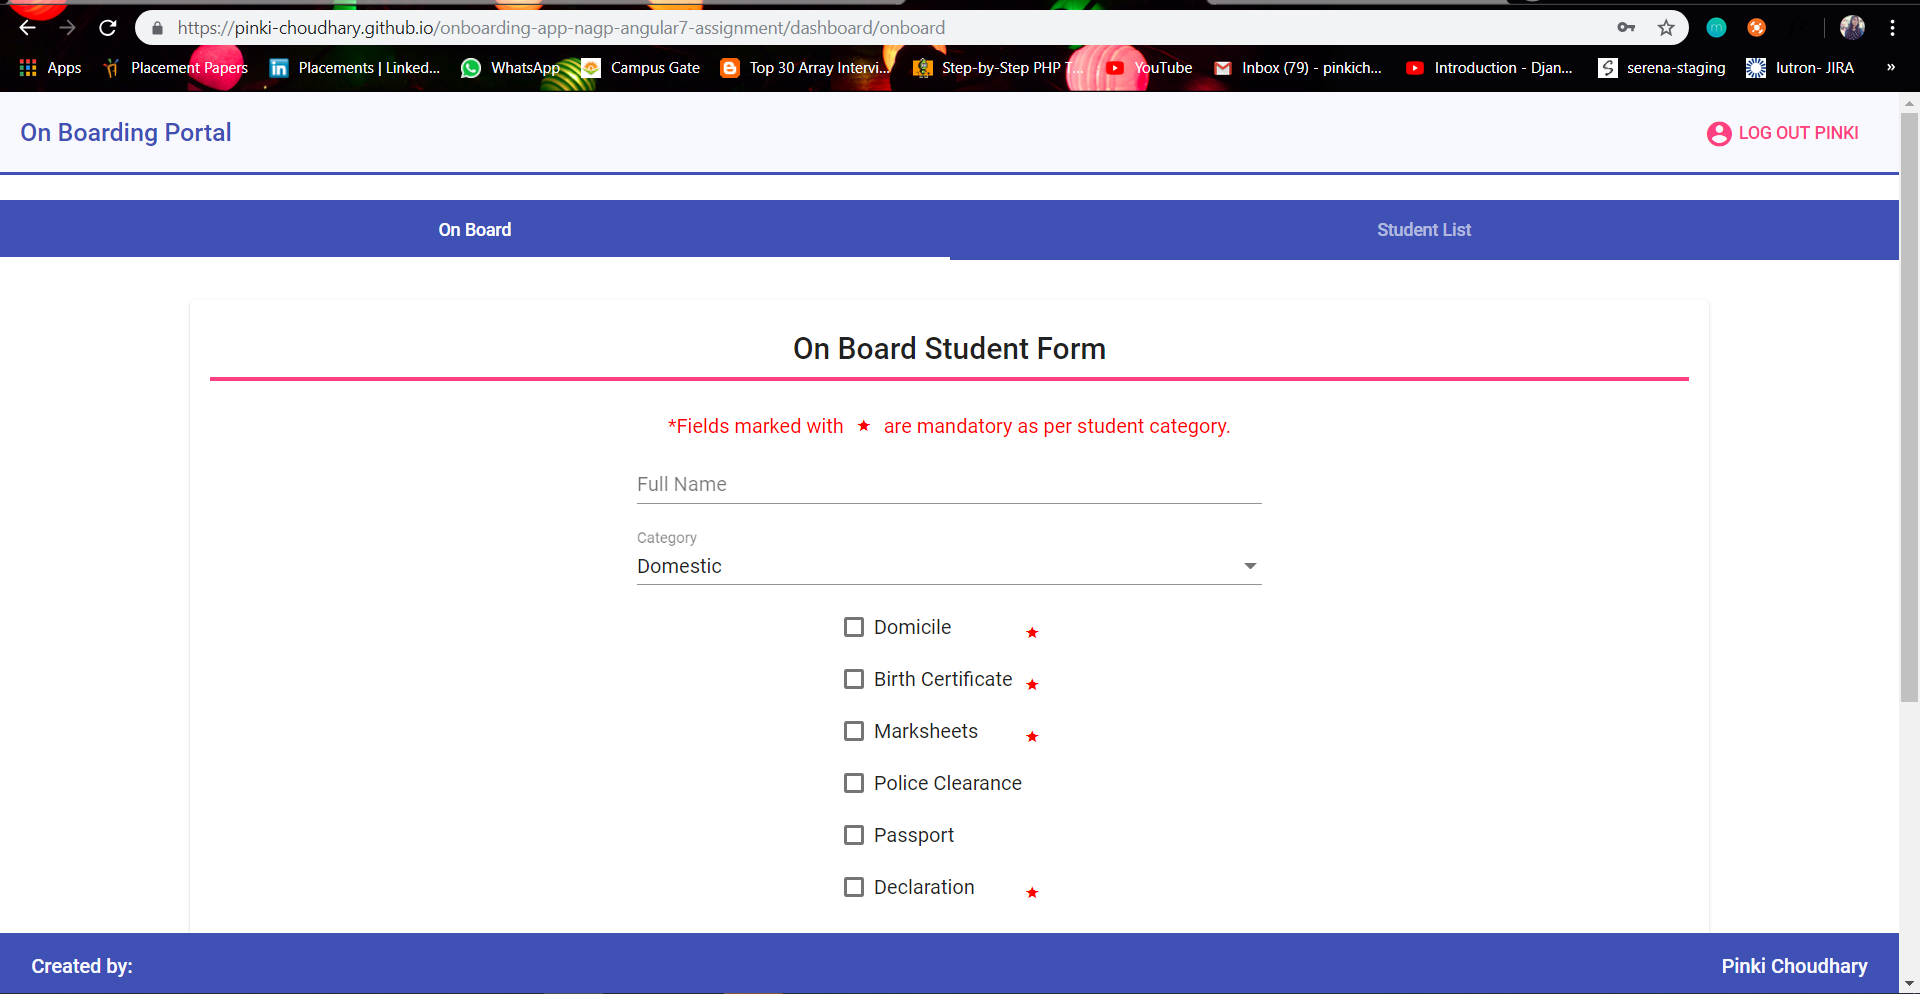 https://pinki-choudhary.github.io/onboarding-app-nagp-angular7-assignment/dashboard/onboard
m
Apps Placement Papers in Placements | Linked... WhatsApp Campus Gate Top 30 Array Intervi... Step-by-Step PHP T... YouTube Inbox (79) - pinkich... Introduction - Djan... S serena-staging lutron- JIRA »
On Boarding Portal LOG OUT PINKI
On Board Student List
On Board Student Form
*Fields marked with ★ are mandatory as per student category.
Full Name
Category
Domestic
Domicile ★
Birth Certificate ★
Marksheets ★
Police Clearance
Passport
Declaration ★
Created by: Pinki Choudhary